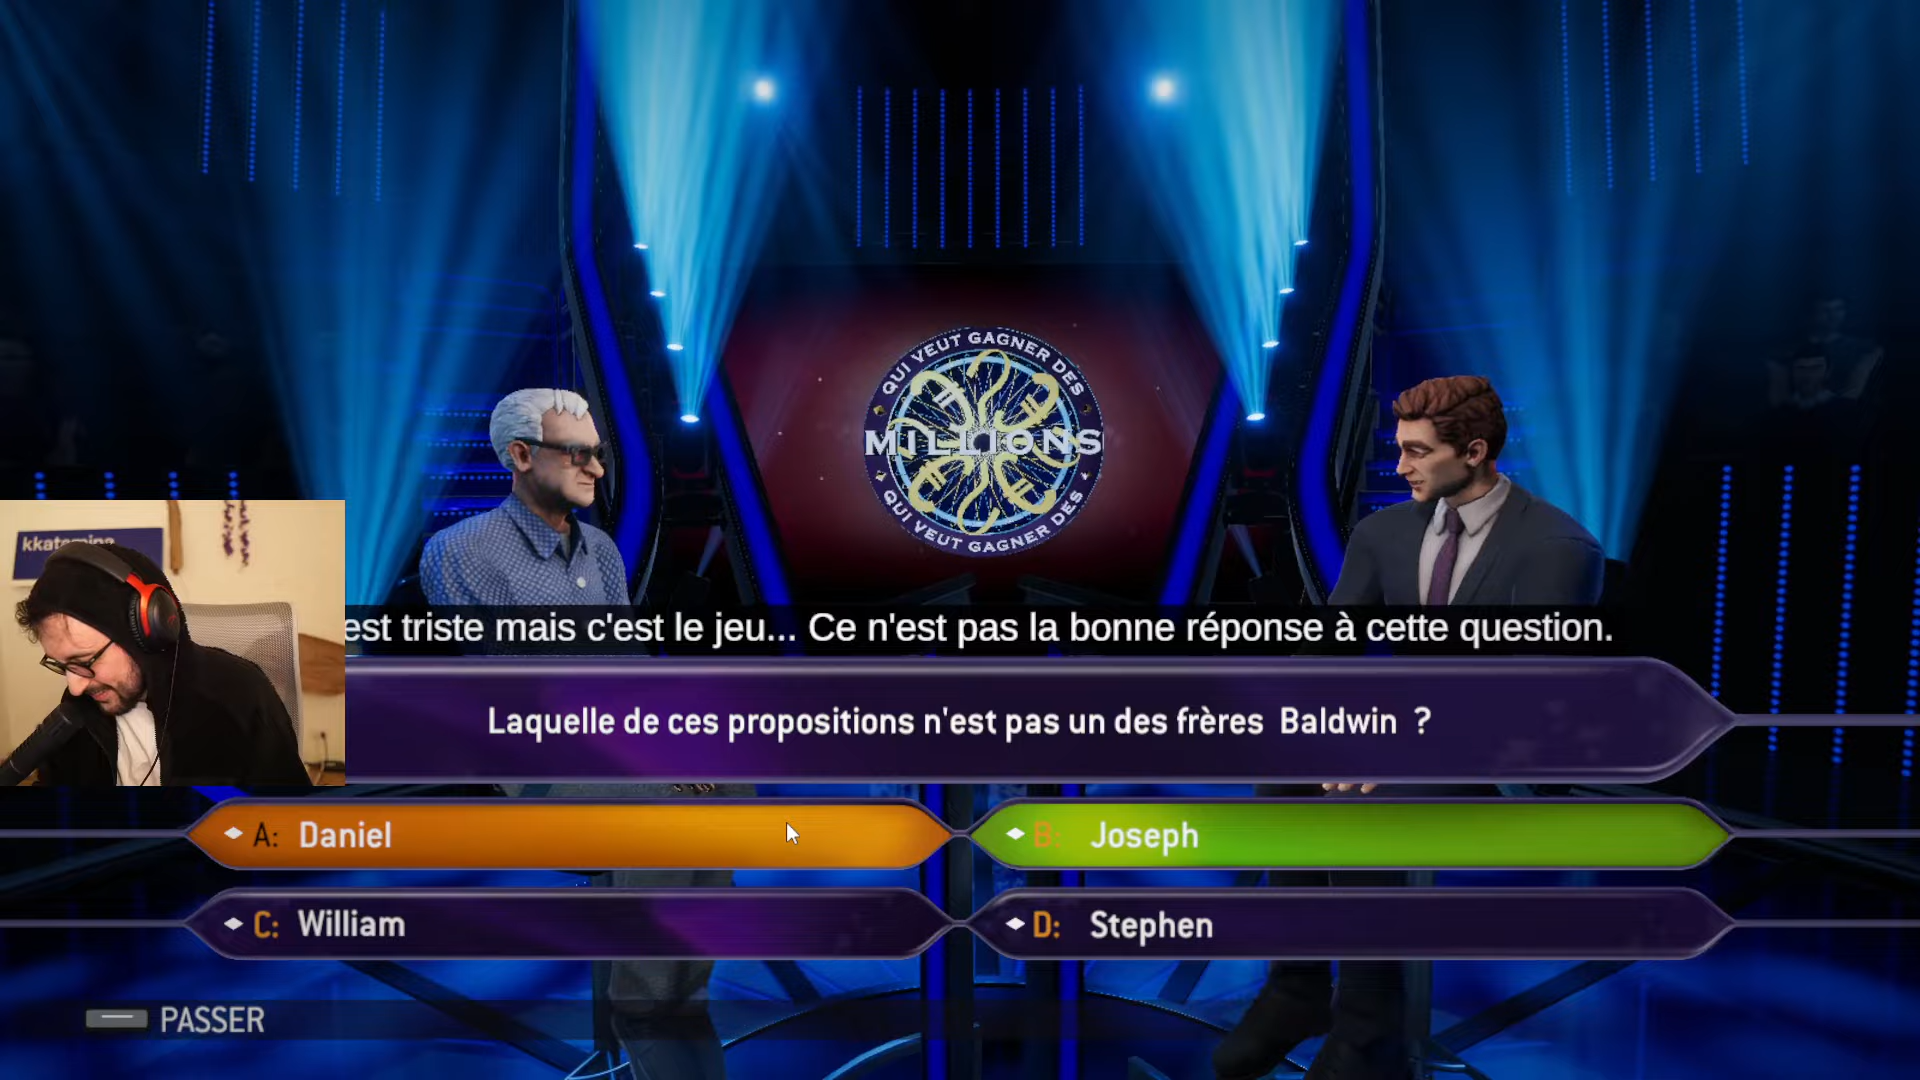 QUI VEUT GAGNER DES
MILLIONS
QUI VEUT GAGNER DES
est triste mais c'est le jeu... Ce n'est pas la bonne réponse à cette question.
Laquelle de ces propositions n'est pas un des frères Baldwin ?
A: Daniel
B: Joseph
C: William
D: Stephen
PASSER